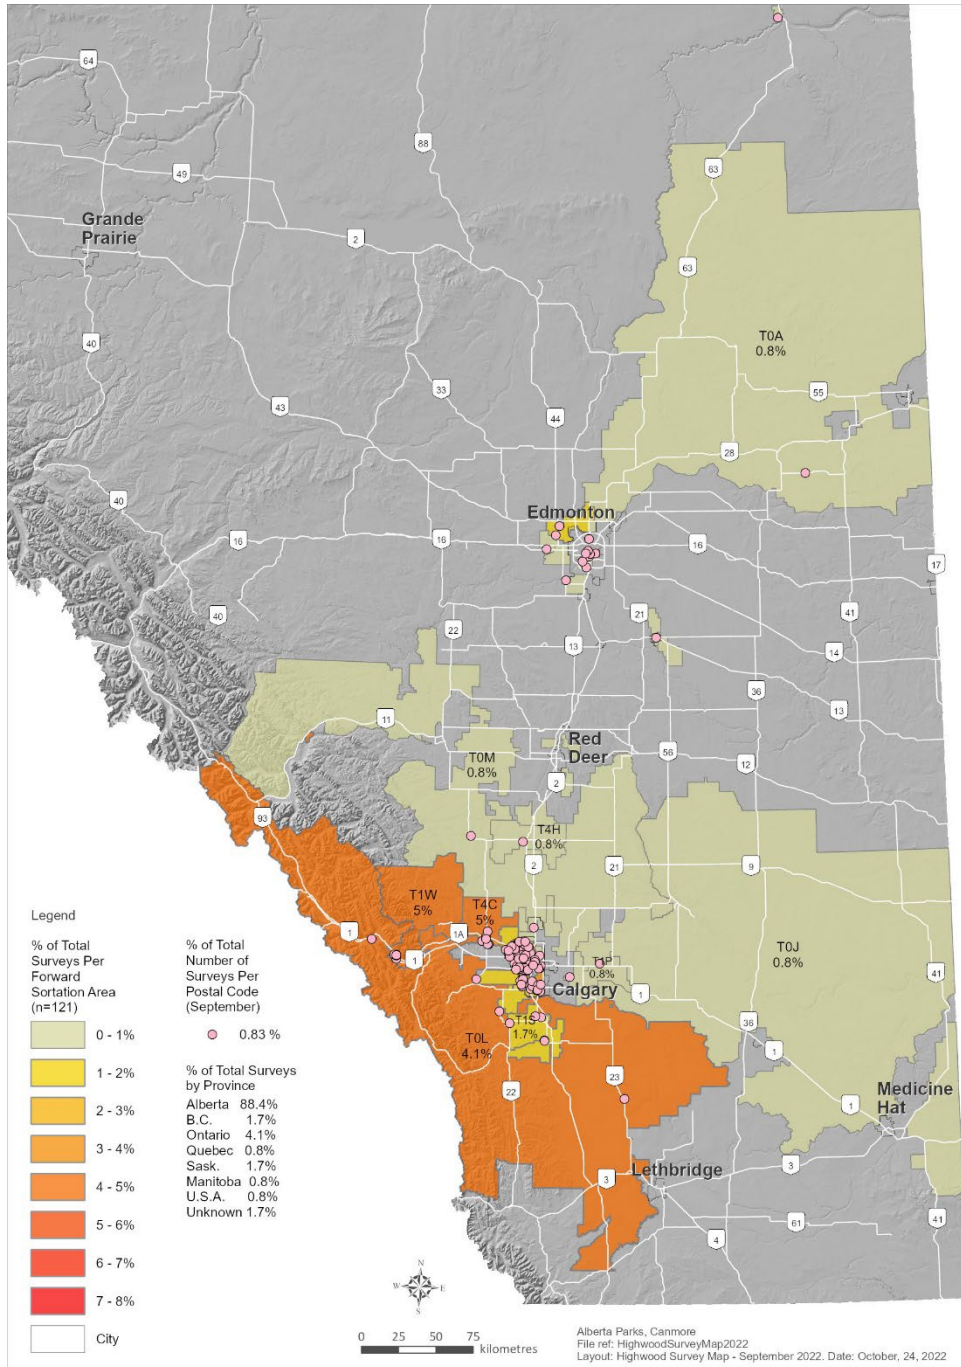 64
88
49
63
Grande
Prairie
2
63
40
T0A
0.8%
33
55
43
44
28
40
Edmonton
16
16
16
17
40
22
21
41
13
14
36
13
11
Red
Deer
56
12
T0M
0.8%
2
93
T4H
0.8%
2
21
9
T1W
5%
T4C
5%
1
1A
1
T0J
0.8%
T1P
0.8%
41
Calgary
1
T1S
1.7%
36
T0L
4.1%
1
23
22
Medicine
Hat
1
Lethbridge
3
3
61
41
4
Legend
% of Total
Surveys Per
Forward
Sortation Area
(n=121)
0 - 1%
1 - 2%
2 - 3%
3 - 4%
4 - 5%
5 - 6%
6 - 7%
7 - 8%
City
% of Total
Number of
Surveys Per
Postal Code
(September)
0.83 %
% of Total Surveys
by Province
Alberta 88.4%
B.C. 1.7%
Ontario 4.1%
Quebec 0.8%
Sask. 1.7%
Manitoba 0.8%
U.S.A. 0.8%
Unknown 1.7%
N
W E
S
0 25 50 75
kilometres
Alberta Parks, Canmore
File ref: HighwoodSurveyMap2022
Layout: Highwood Survey Map - September 2022. Date: October, 24, 2022